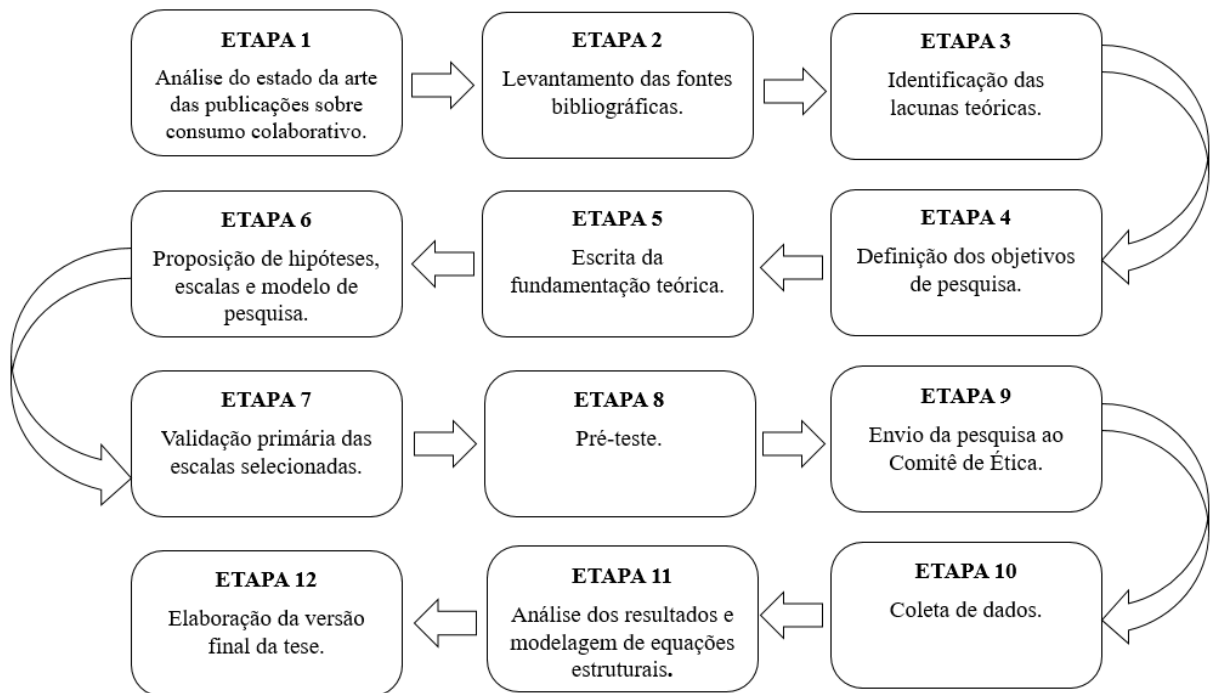 ETAPA 1
Análise do estado da arte
das publicações sobre
consumo colaborativo.
ETAPA 2
Levantamento das fontes
bibliográficas.
ETAPA 3
Identificação das
lacunas teóricas.
ETAPA 4
Definição dos objetivos
de pesquisa.
ETAPA 5
Escrita da
fundamentação teórica.
ETAPA 6
Proposição de hipóteses,
escalas e modelo de
pesquisa.
ETAPA 7
Validação primária das
escalas selecionadas.
ETAPA 8
Pré-teste.
ETAPA 9
Envio da pesquisa ao
Comitê de Ética.
ETAPA 10
Coleta de dados.
ETAPA 11
Análise dos resultados e
modelagem de equações
estruturais.
ETAPA 12
Elaboração da versão
final da tese.